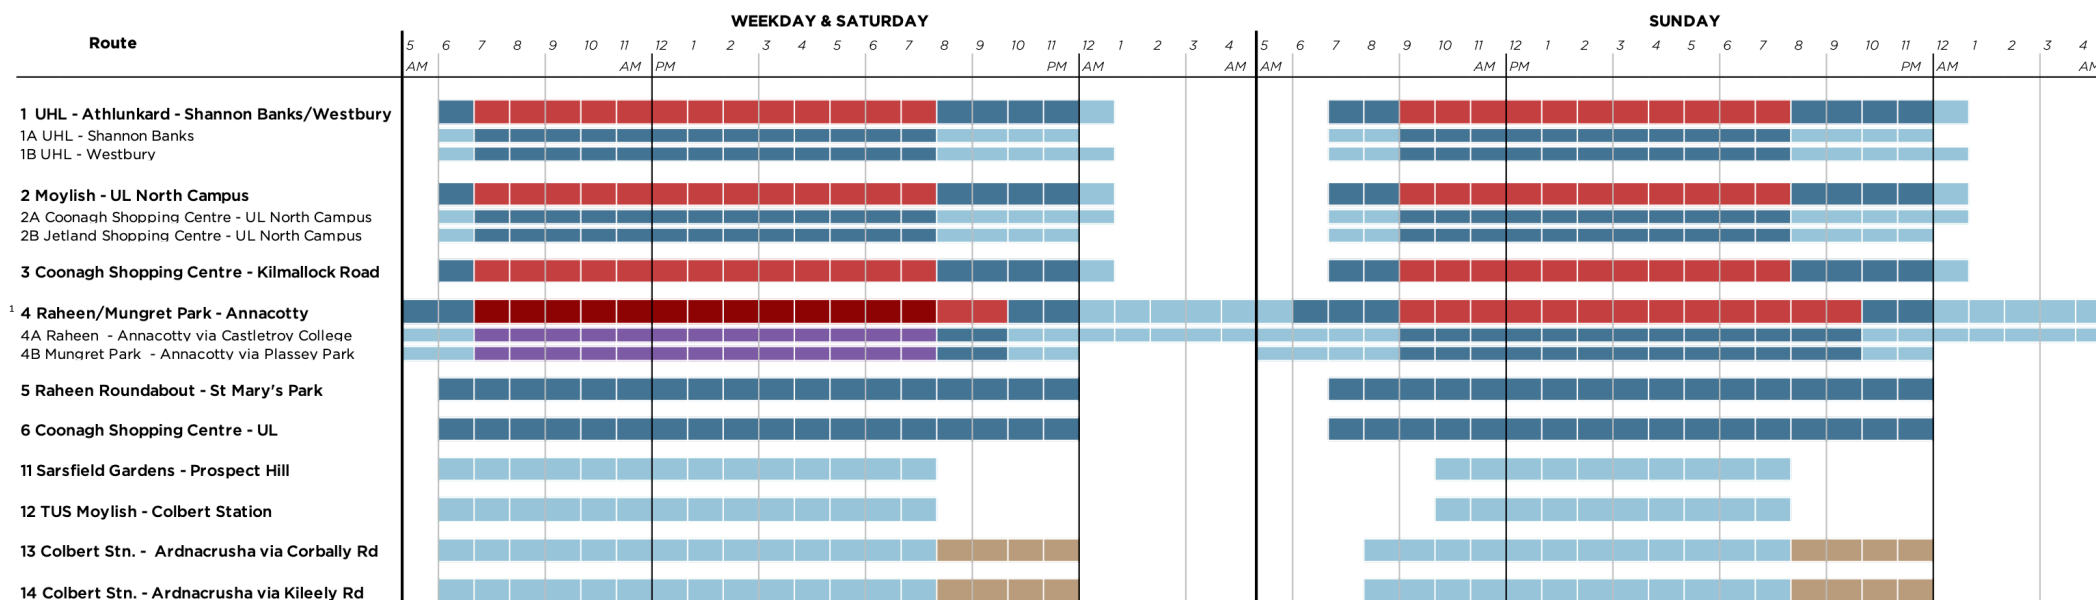 WEEKDAY & SATURDAY SUNDAY
Route
5 6 7 8 9 10 11 12 1 2 3 4 5 6 7 8 9 10 11 12 1 2 3 4 5 6 7 8 9 10 11 12 1 2 3 4 5 6 7 8 9 10 11 12 1 2 3 4
AM AM PM PM AM AM AM AM PM PM AM AM
1 UHL - Athlunkard - Shannon Banks/Westbury
1A UHL - Shannon Banks
1B UHL - Westbury
2 Moylish - UL North Campus
2A Coonagh Shopping Centre - UL North Campus
2B Jetland Shopping Centre - UL North Campus
3 Coonagh Shopping Centre - Kilmallock Road
1 4 Raheen/Mungret Park - Annacotty
4A Raheen - Annacotty via Castletroy College
4B Mungret Park - Annacotty via Plassey Park
5 Raheen Roundabout - St Mary's Park
6 Coonagh Shopping Centre - UL
11 Sarsfield Gardens - Prospect Hill
12 TUS Moylish - Colbert Station
13 Colbert Stn. - Ardnacrusha via Corbally Rd
14 Colbert Stn. - Ardnacrusha via Kileely Rd